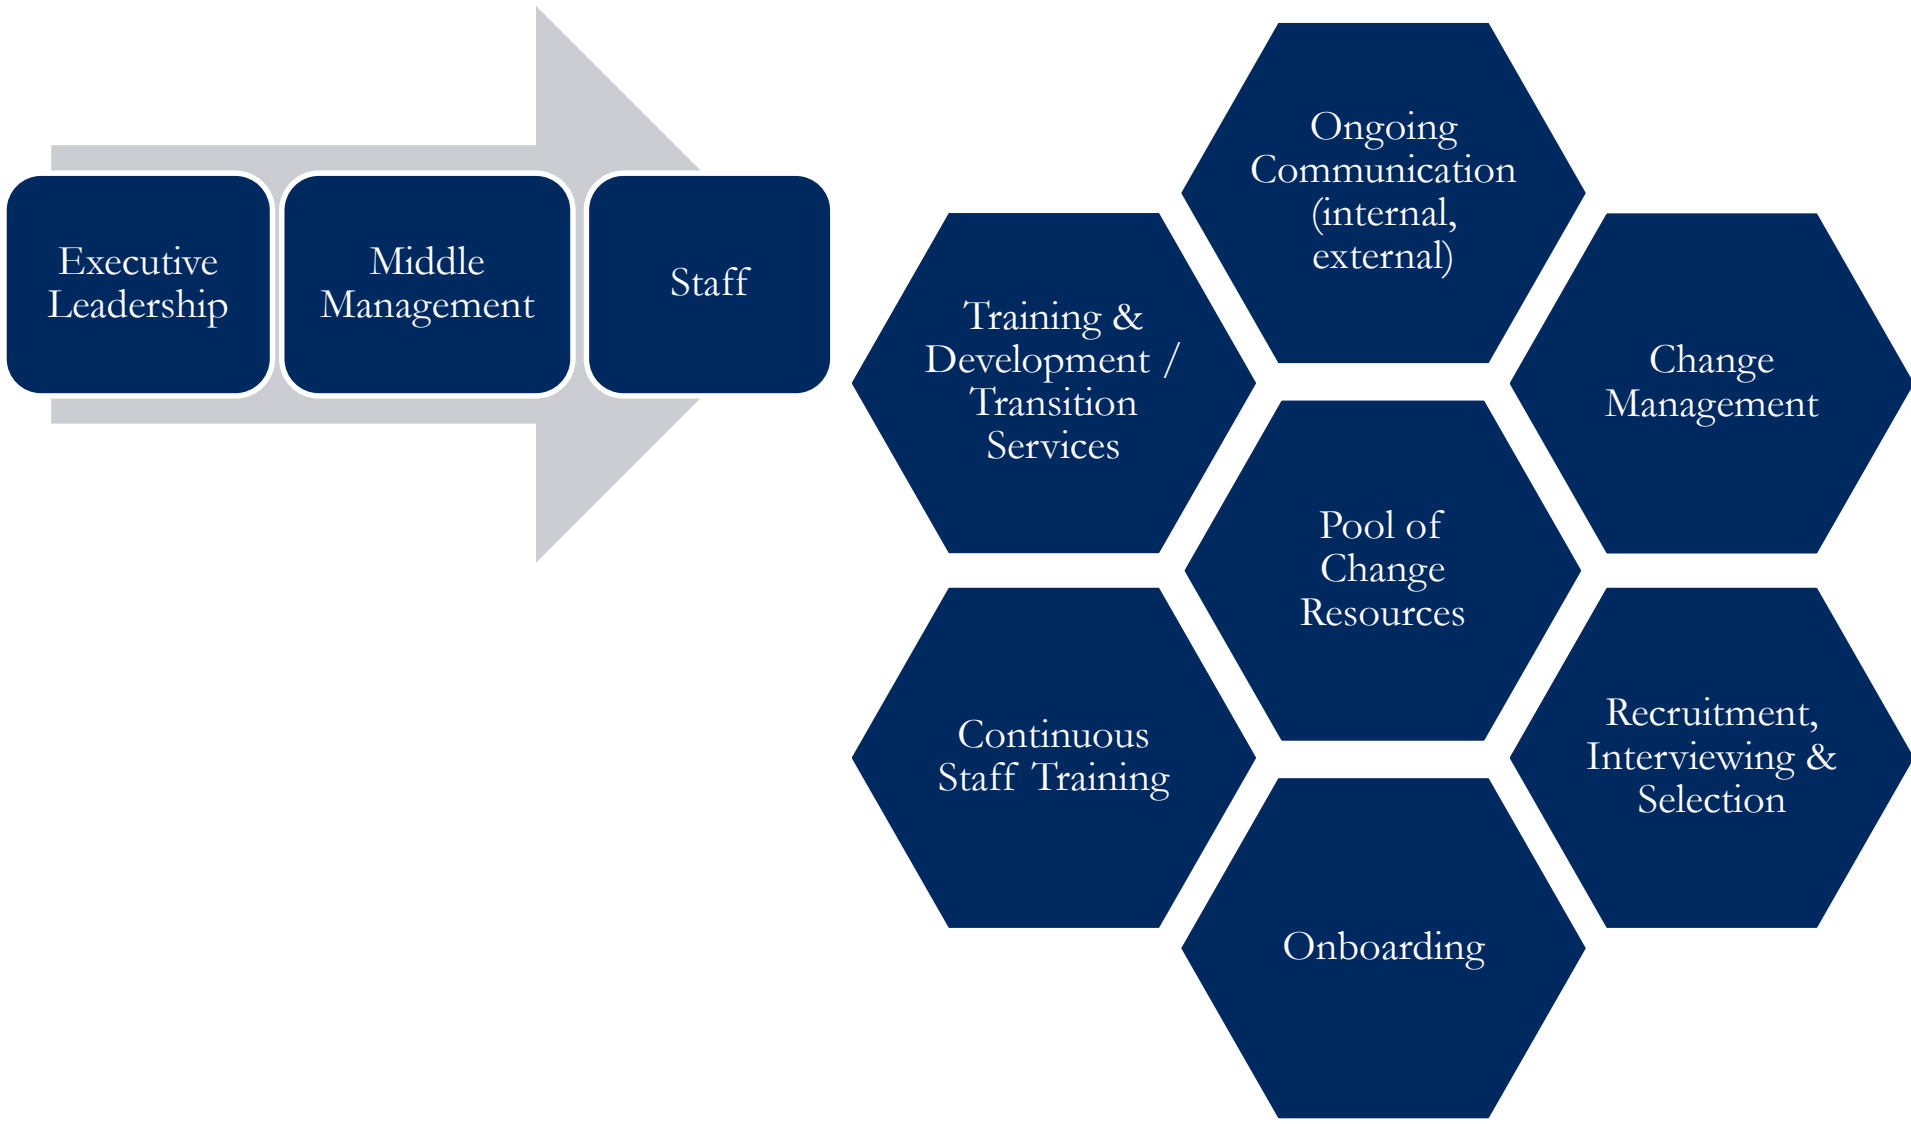 Executive
Leadership
Middle
Management
Staff
Ongoing
Communication
(internal,
external)
Training &
Development /
Transition
Services
Change
Management
Pool of
Change
Resources
Continuous
Staff Training
Recruitment,
Interviewing &
Selection
Onboarding